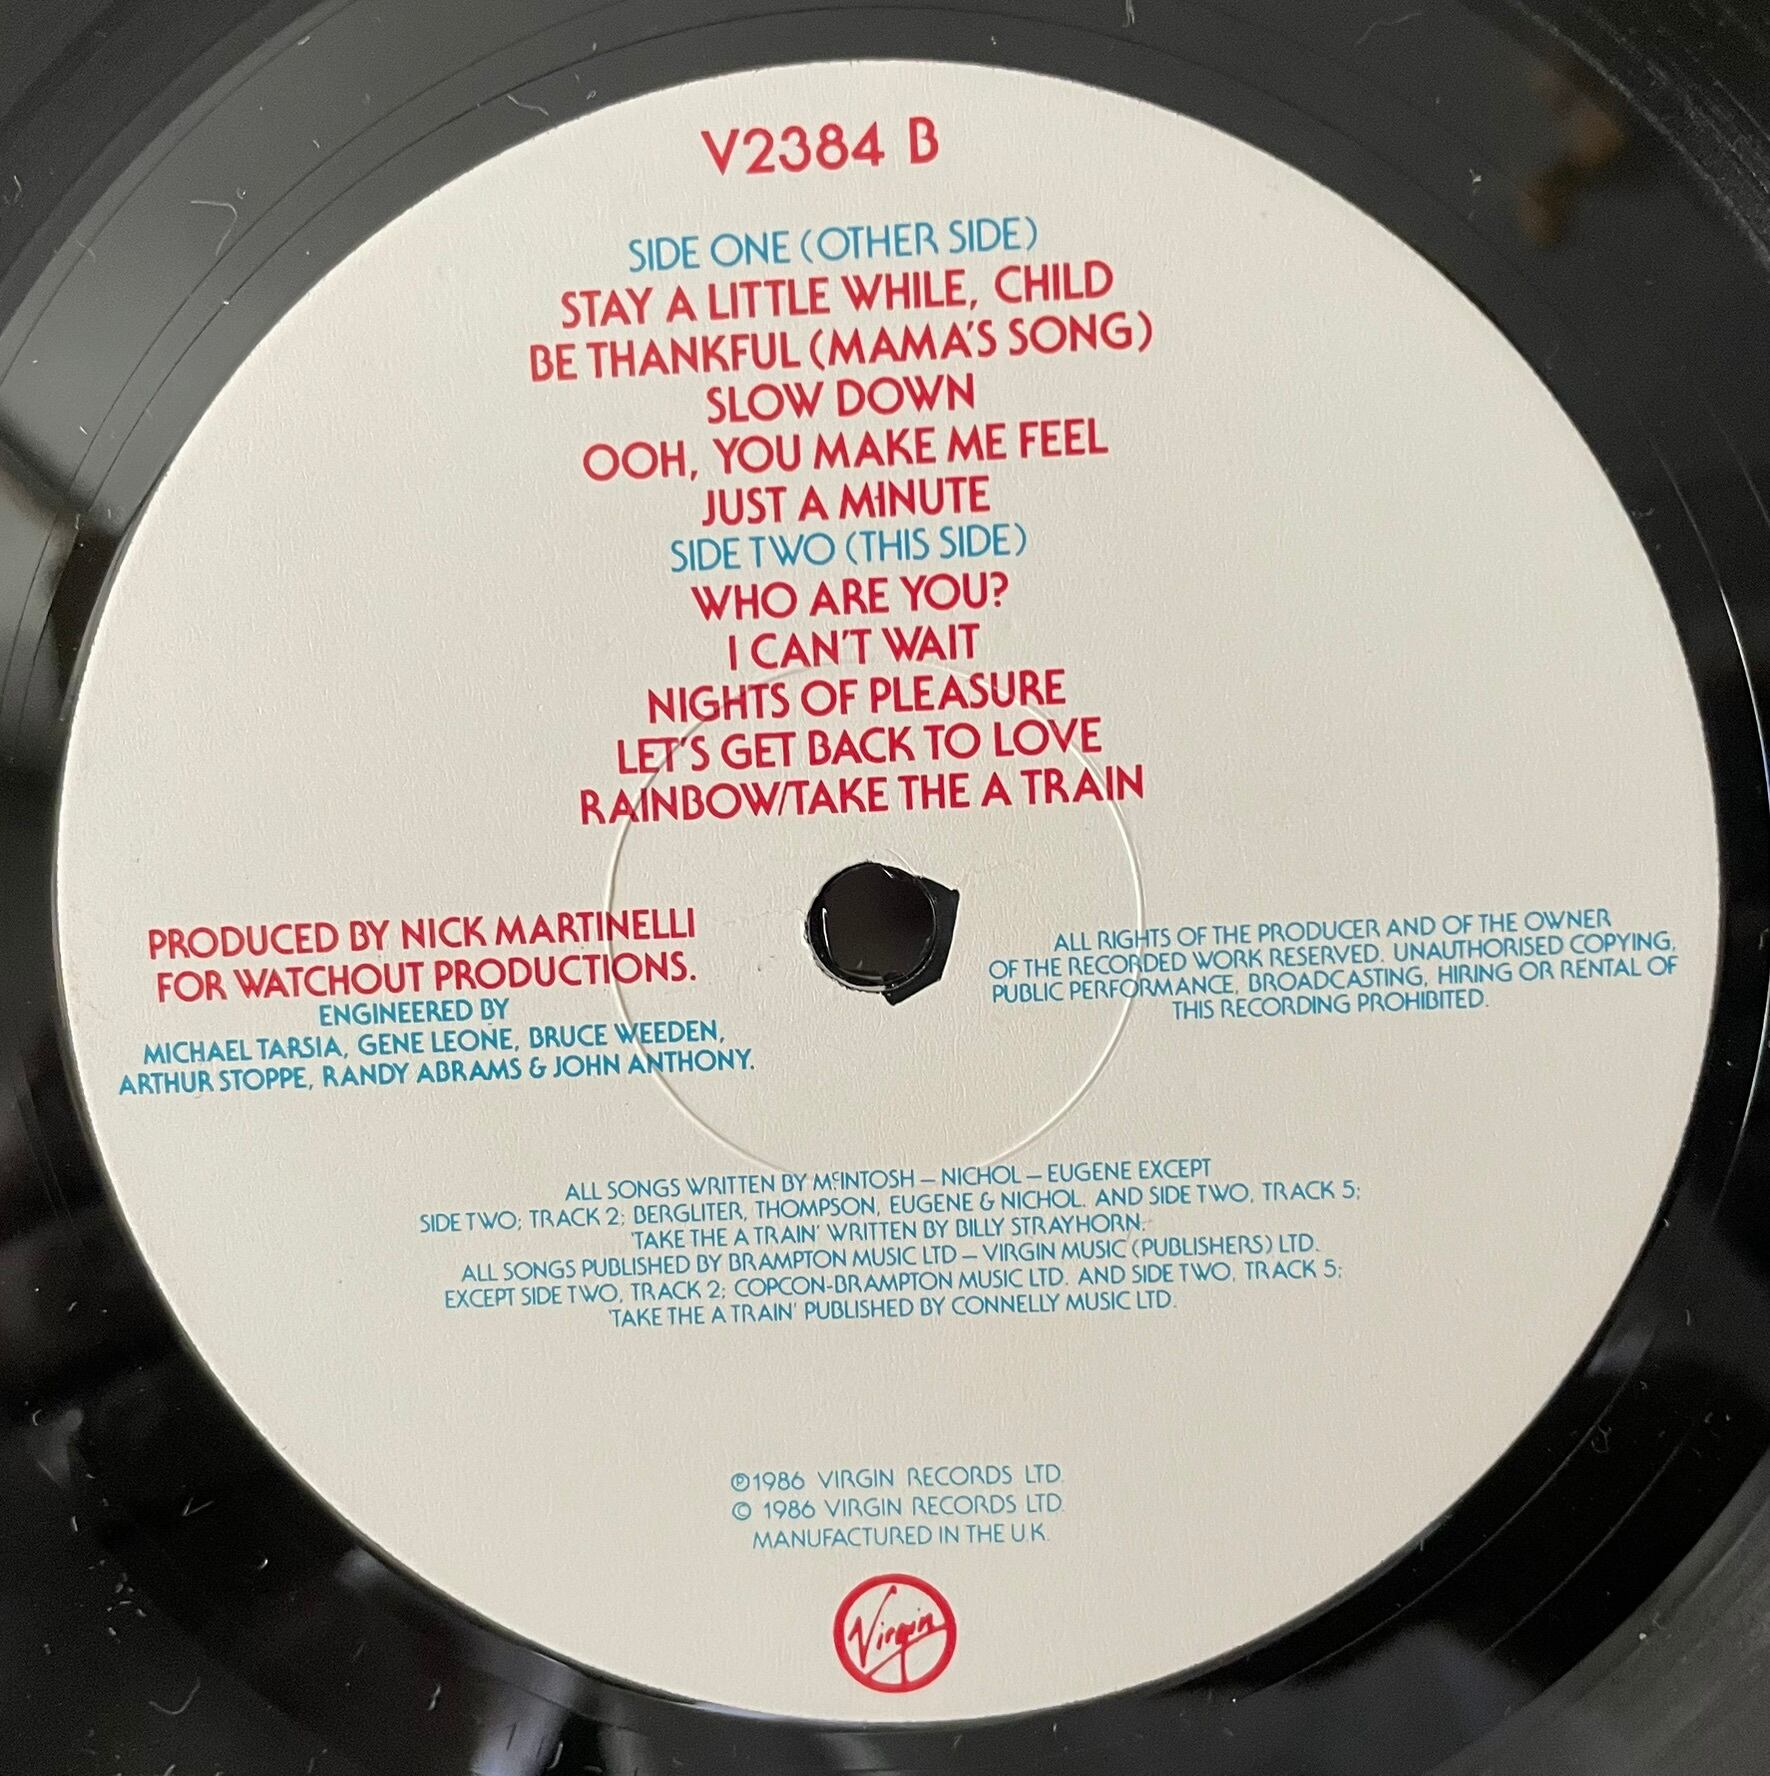 V2384 B
SIDE ONE (OTHER SIDE)
STAY A LITTLE WHILE, CHILD
BE THANKFUL (MAMA'S SONG)
SLOW DOWN
OOH, YOU MAKE ME FEEL
JUST A MINUTE
SIDE TWO (THIS SIDE)
WHO ARE YOU?
I CAN'T WAIT
NIGHTS OF PLEASURE
LET'S GET BACK TO LOVE
RAINBOW/TAKE THE A TRAIN
PRODUCED BY NICK MARTINELLI
FOR WATCHOUT PRODUCTIONS.
ENGINEERED BY
MICHAEL TARSIA, GENE LEONE, BRUCE WEEDEN,
ARTHUR STOPPE, RANDY ABRAMS & JOHN ANTHONY.
ALL RIGHTS OF THE PRODUCER AND OF THE OWNER
OF THE RECORDED WORK RESERVED. UNAUTHORISED COPYING,
PUBLIC PERFORMANCE, BROADCASTING, HIRING OR RENTAL OF
THIS RECORDING PROHIBITED.
ALL SONGS WRITTEN BY McINTOSH – NICHOL – EUGENE EXCEPT
SIDE TWO; TRACK 2; BERGLITER, THOMPSON, EUGENE & NICHOL. AND SIDE TWO, TRACK 5;
'TAKE THE A TRAIN' WRITTEN BY BILLY STRAYHORN.
ALL SONGS PUBLISHED BY BRAMPTON MUSIC LTD – VIRGIN MUSIC (PUBLISHERS) LTD.
EXCEPT SIDE TWO, TRACK 2; COPCON-BRAMPTON MUSIC LTD. AND SIDE TWO, TRACK 5;
'TAKE THE A TRAIN' PUBLISHED BY CONNELLY MUSIC LTD.
℗1986 VIRGIN RECORDS LTD.
© 1986 VIRGIN RECORDS LTD.
MANUFACTURED IN THE U.K.
Virgin